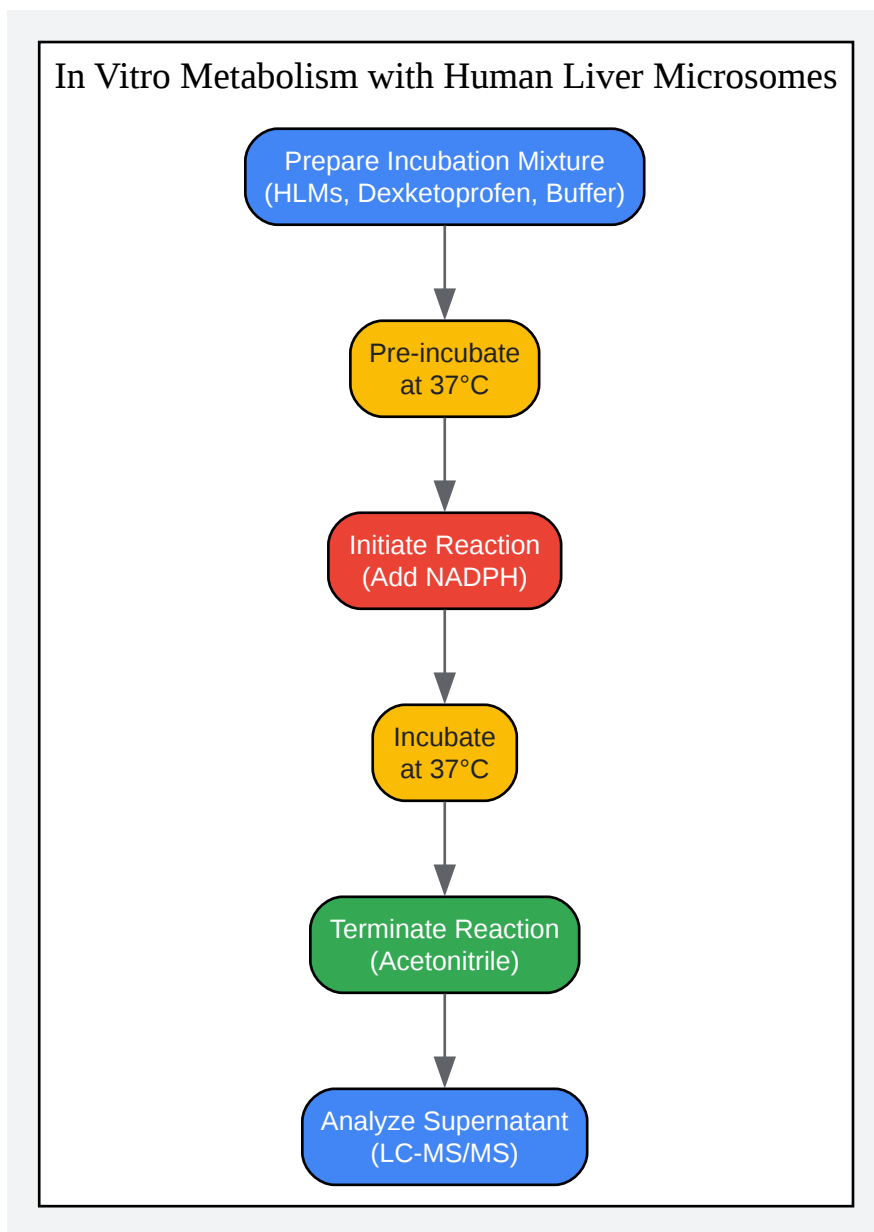 In Vitro Metabolism with Human Liver Microsomes
Prepare Incubation Mixture
(HLMs, Dexketoprofen, Buffer)
Pre-incubate
at 37°C
Initiate Reaction
(Add NADPH)
Incubate
at 37°C
Terminate Reaction
(Acetonitrile)
Analyze Supernatant
(LC-MS/MS)